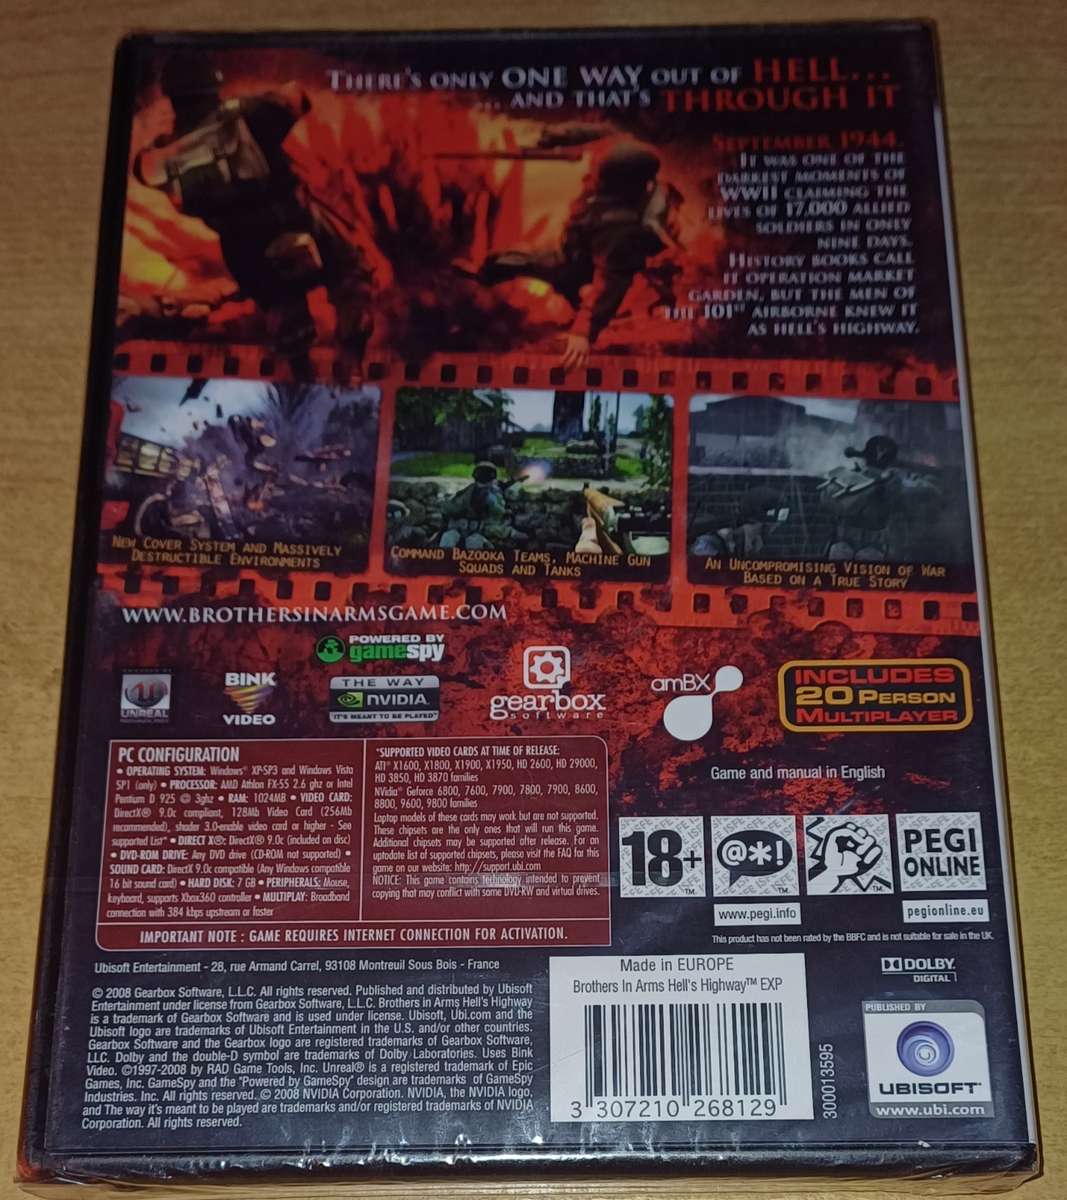 THERE'S ONLY ONE WAY OUT OF HELL...
... AND THAT'S THROUGH IT
SEPTEMBER 1944.
IT WAS ONE OF THE
DARKEST MOMENTS OF
WWII CLAIMING THE
LIVES OF 17.000 ALLIED
SOLDIERS IN ONLY
NINE DAYS.
HISTORY BOOKS CALL
IT OPERATION MARKET
GARDEN, BUT THE MEN OF
THE 101ST AIRBORNE KNEW IT
AS HELL'S HIGHWAY.
NEW COVER SYSTEM AND MASSIVELY
DESTRUCTIBLE ENVIRONMENTS
COMMAND BAZOOKA TEAMS, MACHINE GUN
SQUADS AND TANKS
AN UNCOMPROMISING VISION OF WAR
BASED ON A TRUE STORY
WWW.BROTHERSINARMSGAME.COM
POWERED BY
gamespy
UNREAL
BINK
VIDEO
THE WAY
NVIDIA
IT'S MEANT TO BE PLAYED
gearbox
software
amBX
INCLUDES
20 PERSON
MULTIPLAYER
PC CONFIGURATION
• OPERATING SYSTEM: Windows® XP-SP3 and Windows Vista
SP1 (only) • PROCESSOR: AMD Athlon FX-55 2.6 ghz or Intel
Pentium D 925 @ 3ghz • RAM: 1024MB • VIDEO CARD:
DirectX® 9.0c compliant, 128Mb Video Card (256Mb
recommended), shader 3.0-enable video card or higher - See
supported List* • DIRECT X®: DirectX® 9.0c (included on disc)
• DVD-ROM DRIVE: Any DVD drive (CD-ROM not supported) •
SOUND CARD: DirectX 9.0c compatible (Any Windows compatible
16 bit sound card) • HARD DISK: 7 GB • PERIPHERALS: Mouse,
keyboard, supports Xbox360 controller • MULTIPLAY: Broadband
connection with 384 kbps upstream or faster
*SUPPORTED VIDEO CARDS AT TIME OF RELEASE:
ATI® X1600, X1800, X1900, X1950, HD 2600, HD 29000,
HD 3850, HD 3870 families
NVidia® Geforce 6800, 7600, 7900, 7800, 7900, 8600,
8800, 9600, 9800 families
Laptop models of these cards may work but are not supported.
These chipsets are the only ones that will run this game.
Additional chipsets may be supported after release. For an
uptodate list of supported chipsets, please visit the FAQ for this
game on our website: http://support.ubi.com
NOTICE: This game contains technology intended to prevent
copying that may conflict with some DVD-RW and virtual drives.
IMPORTANT NOTE : GAME REQUIRES INTERNET CONNECTION FOR ACTIVATION.
Game and manual in English
18+
TM
@*!
TM
TM
PEGI
ONLINE
www.pegi.info
pegionline.eu
This product has not been rated by the BBFC and is not suitable for sale in the UK.
Ubisoft Entertainment - 28, rue Armand Carrel, 93108 Montreuil Sous Bois - France
© 2008 Gearbox Software, L.L.C. All rights reserved. Published and distributed by Ubisoft
Entertainment under license from Gearbox Software, L.L.C. Brothers in Arms Hell's Highway
is a trademark of Gearbox Software and is used under license. Ubisoft, Ubi.com and the
Ubisoft logo are trademarks of Ubisoft Entertainment in the U.S. and/or other countries.
Gearbox Software and the Gearbox logo are registered trademarks of Gearbox Software,
LLC. Dolby and the double-D symbol are trademarks of Dolby Laboratories. Uses Bink
Video. ©1997-2008 by RAD Game Tools, Inc. Unreal® is a registered trademark of Epic
Games, Inc. GameSpy and the "Powered by GameSpy" design are trademarks of GameSpy
Industries, Inc. All rights reserved. © 2008 NVIDIA Corporation. NVIDIA, the NVIDIA logo,
and The way it's meant to be played are trademarks and/or registered trademarks of NVIDIA
Corporation. All rights reserved.
Made in EUROPE
Brothers In Arms Hell's Highway™ EXP
3 307210 268129
300013595
DOLBY
DIGITAL
PUBLISHED BY
UBISOFT
www.ubi.com